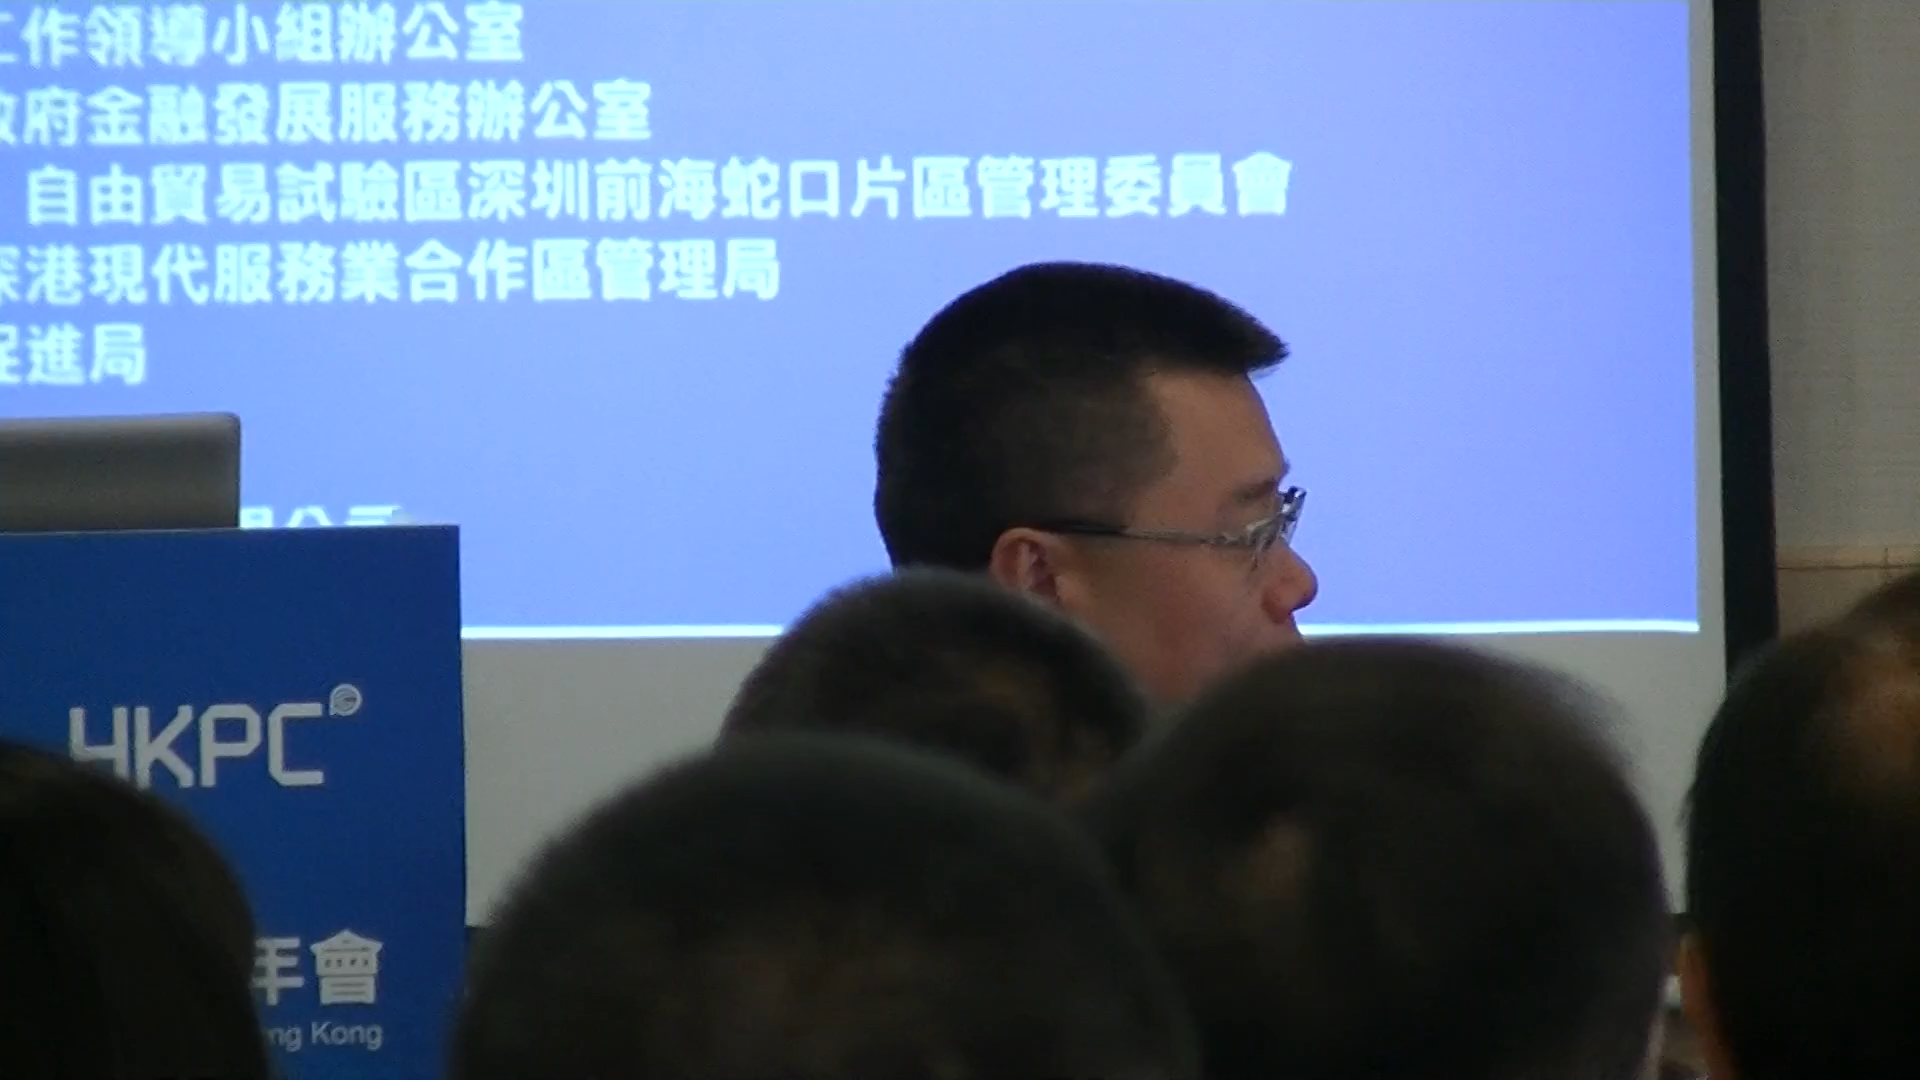 工作領導小組辦公室
政府金融發展服務辦公室
自由貿易試驗區深圳前海蛇口片區管理委員會
深港現代服務業合作區管理局
促進局
HKPC
年會
ng Kong